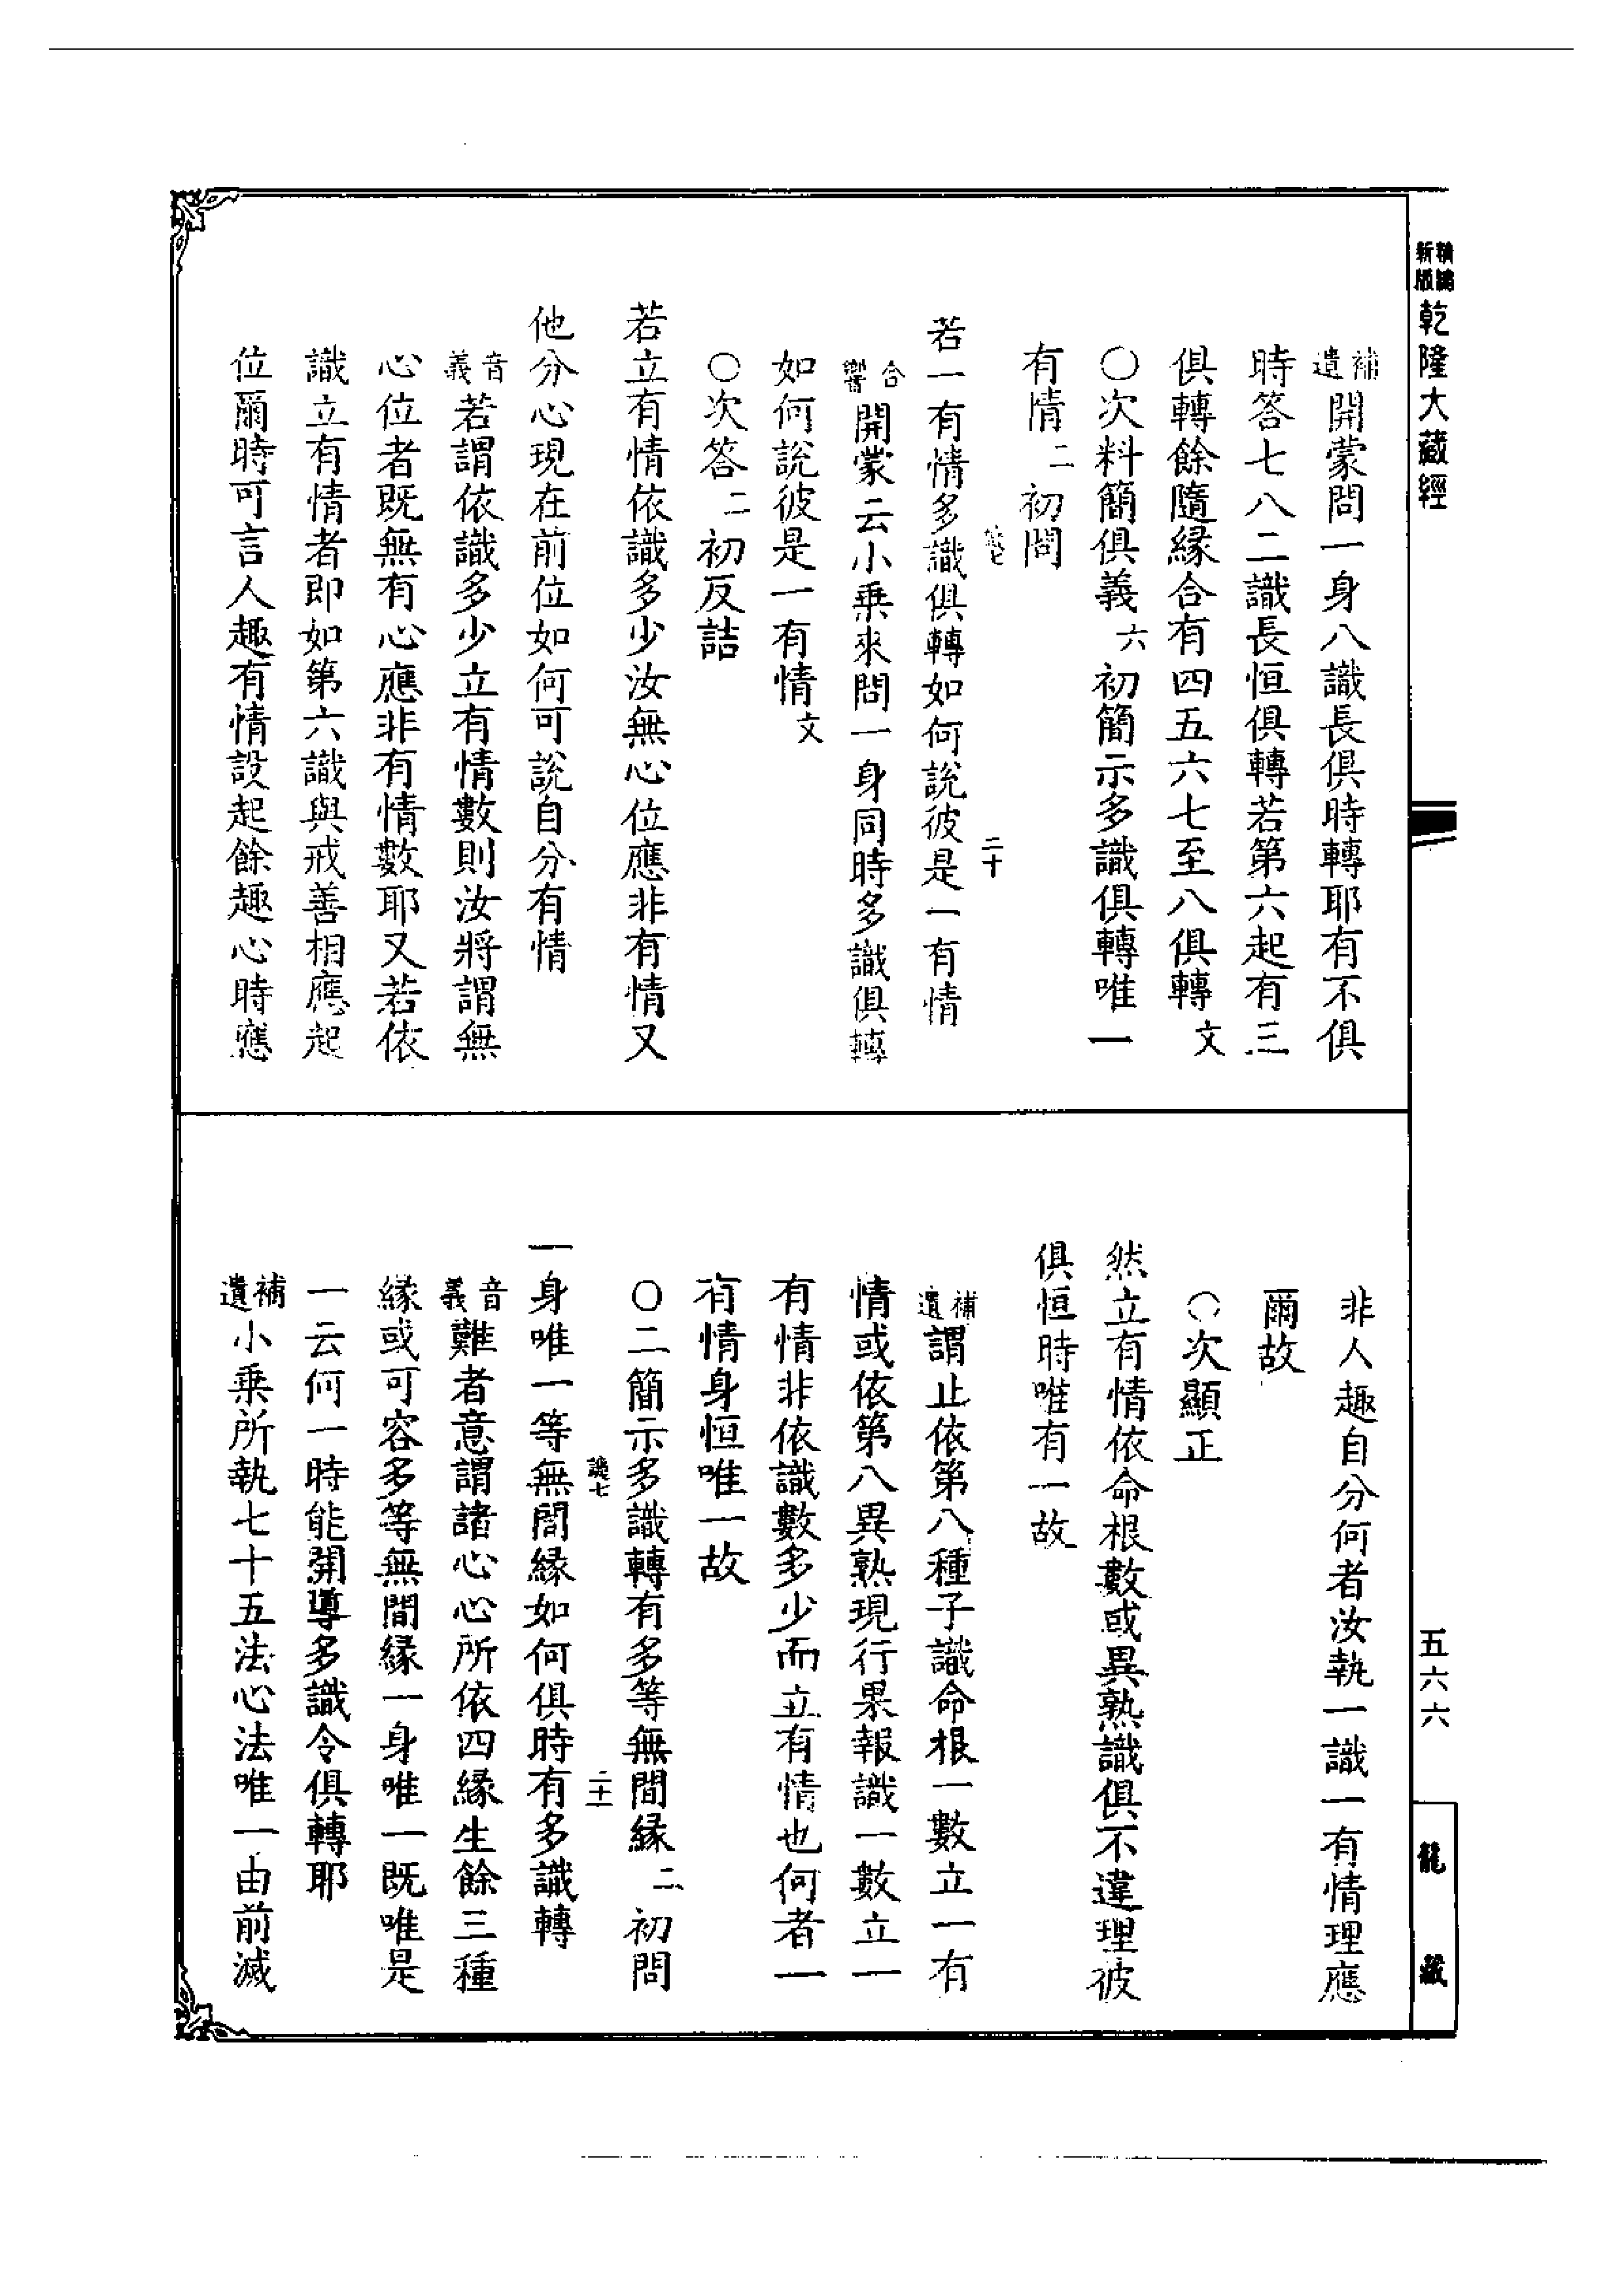 新版精編
乾隆大藏經
補遺開蒙問一身八識長俱時轉耶有不俱
時答七八二識長恒俱轉若第六起有三
俱轉餘隨緣合有四五六七至八俱轉文
○次料簡俱義六初簡示多識俱轉唯一
有情二初問
二十
若一有情多識俱轉如何說彼是一有情
合響開蒙云小乘來問一身同時多識俱轉
如何說彼是一有情文
○次答二初反詰
若立有情依識多少汝無心位應非有情又
他分心現在前位如何可說自分有情
音義若謂依識多少立有情數則汝將謂無
心位者既無有心應非有情數耶又若依
識立有情者即如第六識與戒善相應起
位爾時可言人趣有情設起餘趣心時應
非人趣自分何者汝執一識一有情理應
爾故
○次顯正
然立有情依命根數或異熟識俱不違理彼
俱恒時唯有一故
補遺謂止依第八種子識命根一數立一有
情或依第八異熟現行果報識一數立一
有情非依識數多少而立有情也何者一
有情身恒唯一故
○二簡示多識轉有多等無間緣二初問
二十一
一身唯一等無間緣如何俱時有多識轉
音義難者意謂諸心心所依四緣生餘三種
緣或可容多等無間緣一身唯一既唯是
一云何一時能開導多識令俱轉耶
補遺小乘所執七十五法心法唯一由前滅
五六六
龍藏